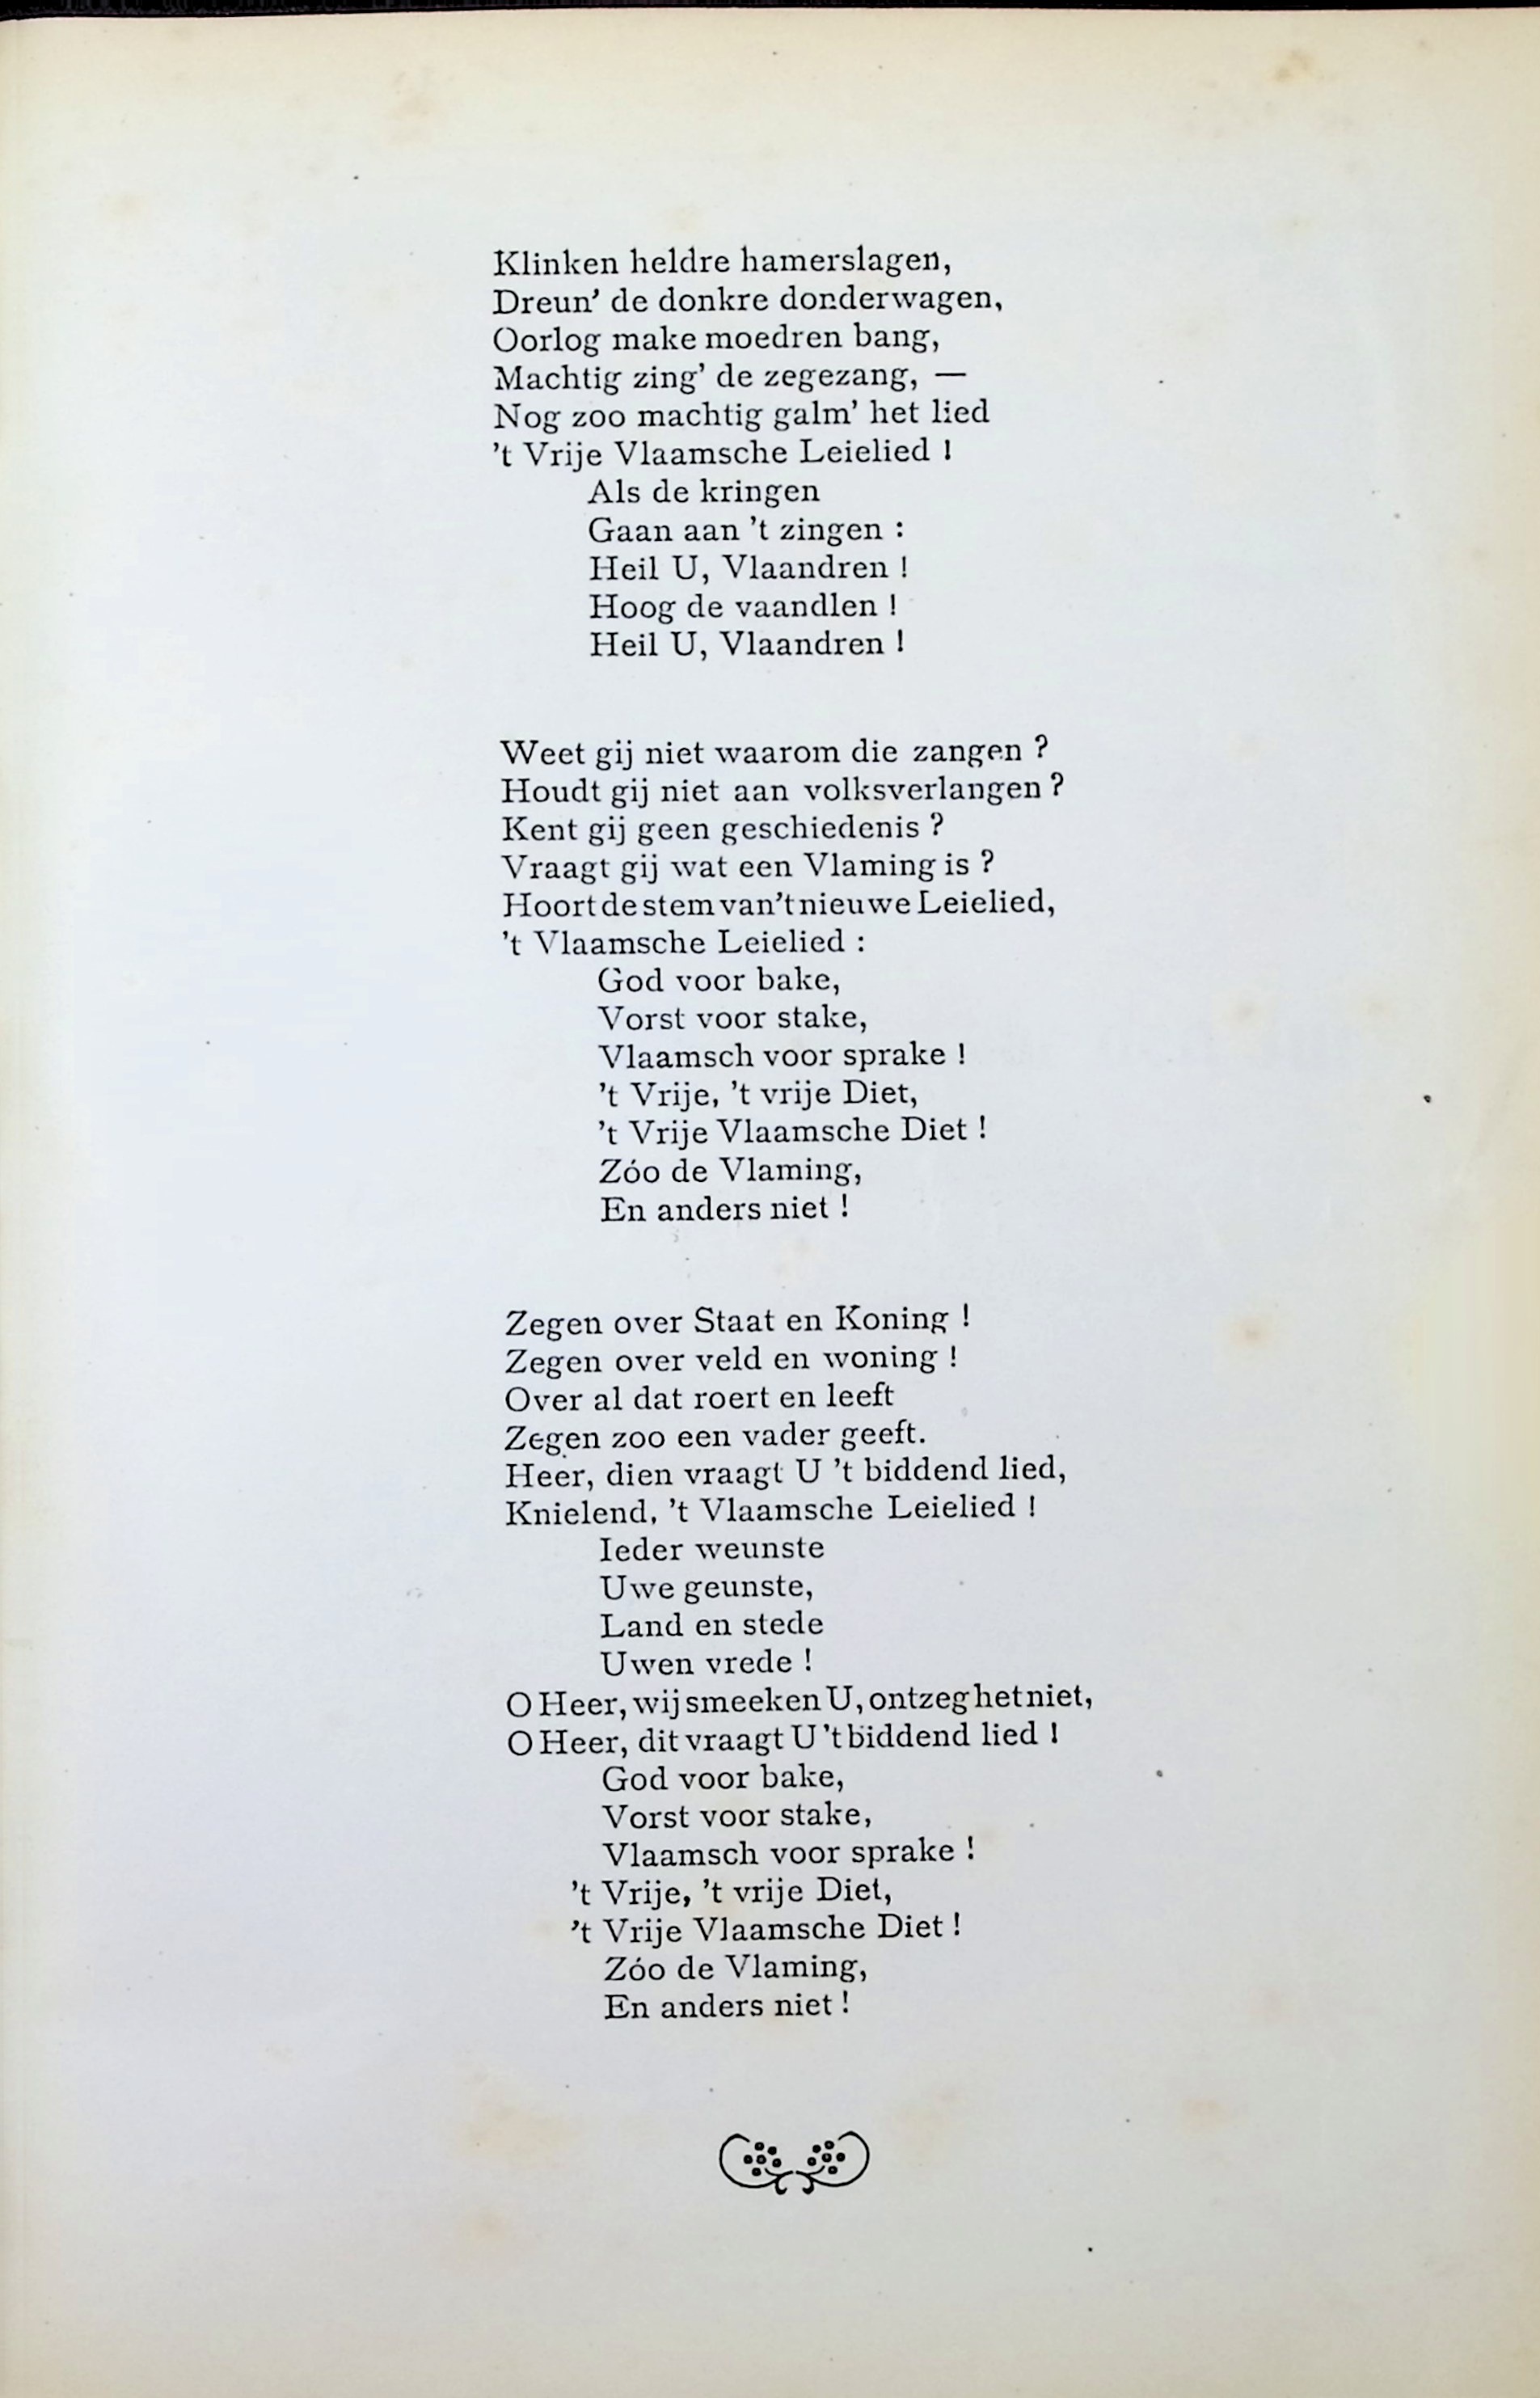 Klinken heldre hamerslagen,
Dreun’ de donkre donderwagen,
Oorlog make moedren bang,
Machtig zing’ de zegezang, —
Nog zoo machtig galm’ het lied
’t Vrije Vlaamsche Leielied !
Als de kringen
Gaan aan ’t zingen :
Heil U, Vlaandren !
Hoog de vaandlen !
Heil U, Vlaandren !
Weet gij niet waarom die zangen ?
Houdt gij niet aan volksverlangen ?
Kent gij geen geschiedenis ?
Vraagt gij wat een Vlaming is ?
Hoort de stem van ’t nieuwe Leielied,
’t Vlaamsche Leielied :
God voor bake,
Vorst voor stake,
Vlaamsch voor sprake !
’t Vrije, ’t vrije Diet,
’t Vrije Vlaamsche Diet !
Zóo de Vlaming,
En anders niet !
Zegen over Staat en Koning !
Zegen over veld en woning !
Over al dat roert en leeft
Zegen zoo een vader geeft.
Heer, dien vraagt U ’t biddend lied,
Knielend, ’t Vlaamsche Leielied !
Ieder weunste
Uwe geunste,
Land en stede
Uwen vrede !
O Heer, wij smeeken U, ontzeg het niet,
O Heer, dit vraagt U ’t biddend lied !
God voor bake,
Vorst voor stake,
Vlaamsch voor sprake !
’t Vrije, ’t vrije Diet,
’t Vrije Vlaamsche Diet !
Zóo de Vlaming,
En anders niet !